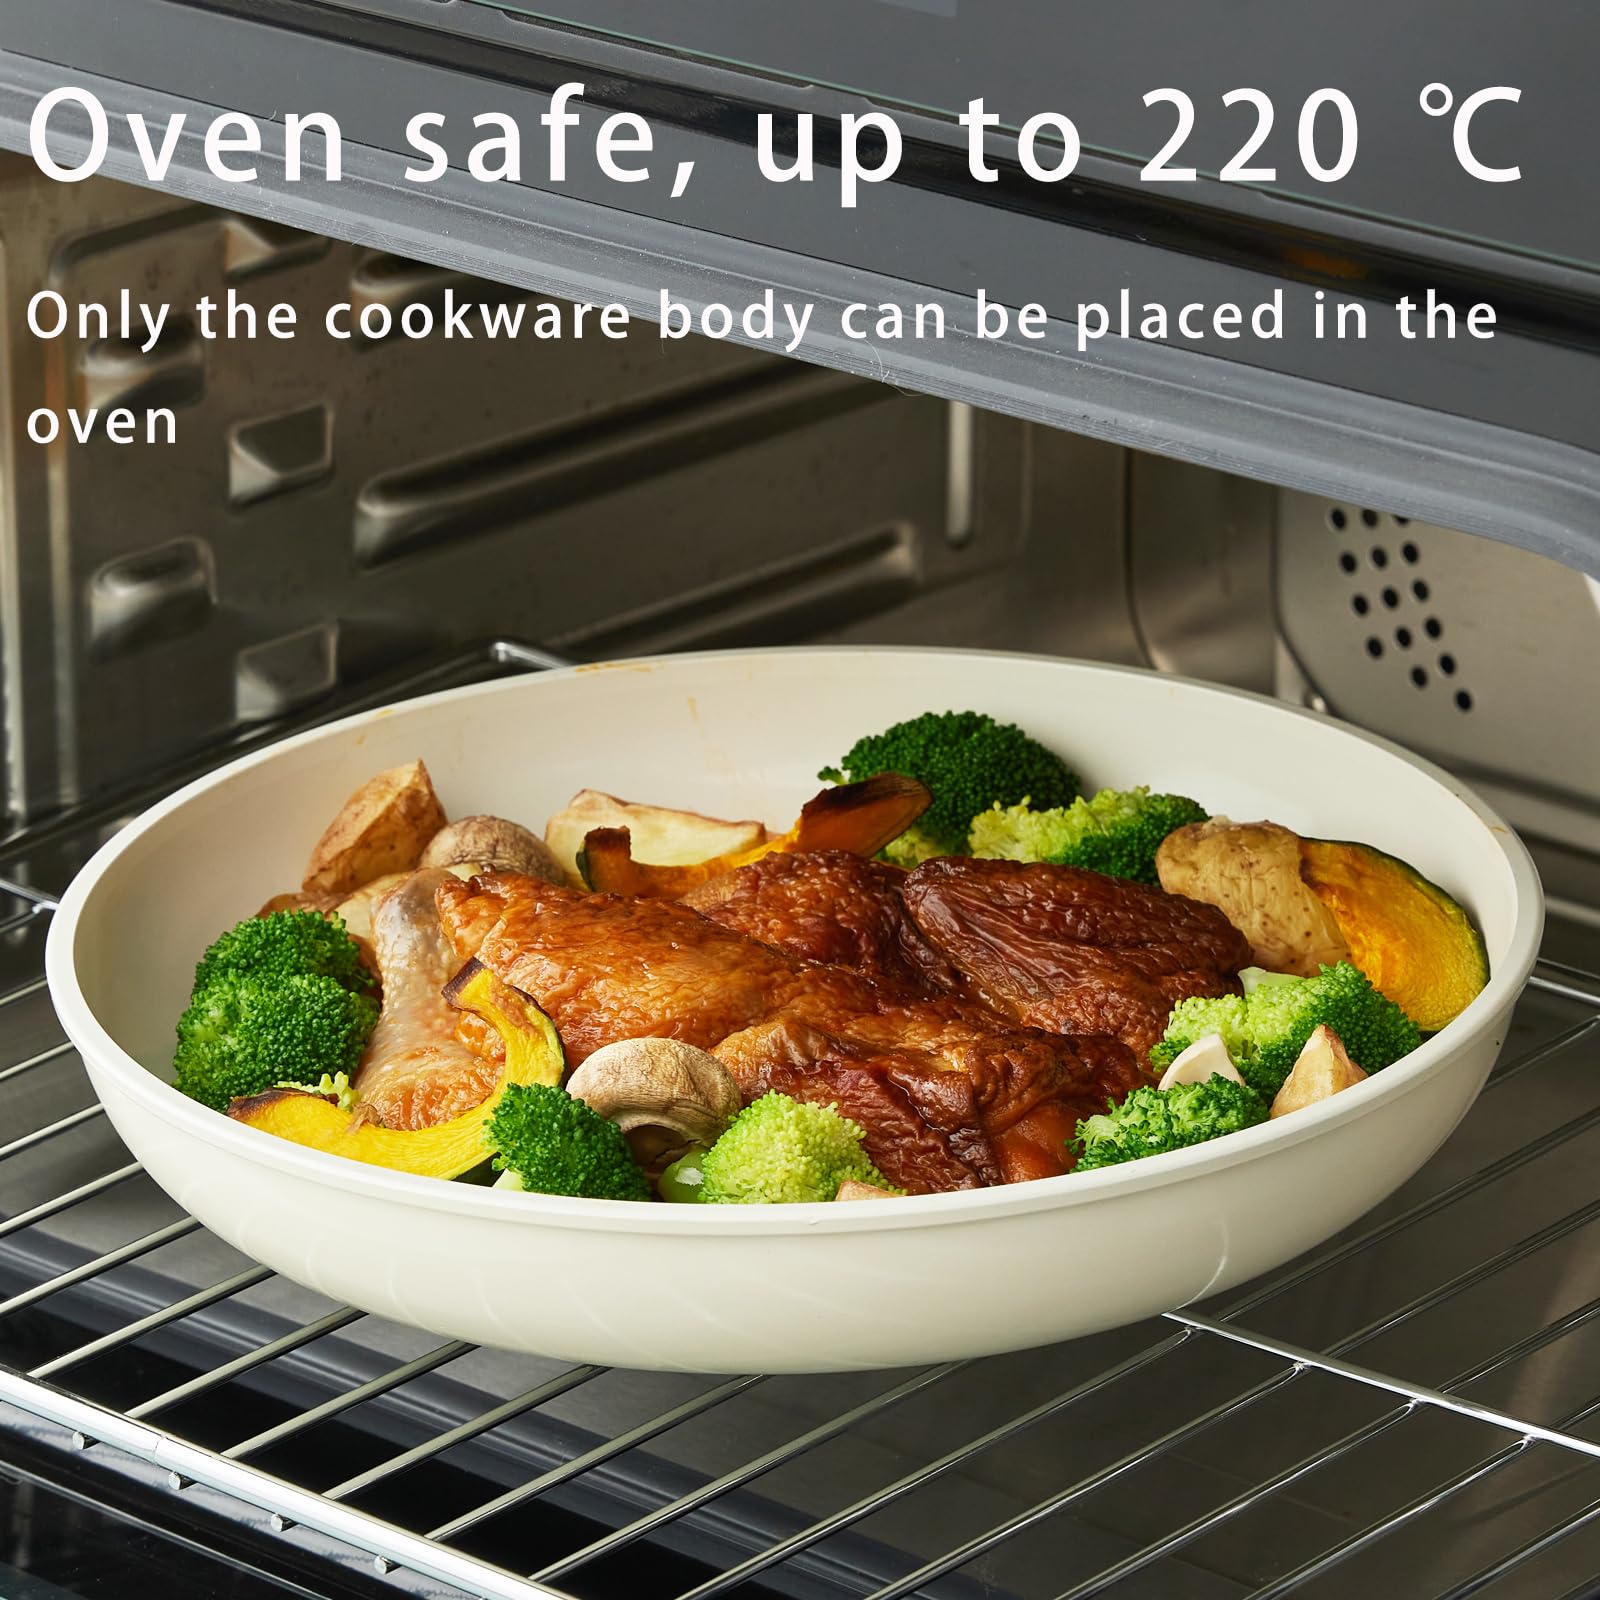 Oven safe, up to 220 ℃
Only the cookware body can be placed in the
oven